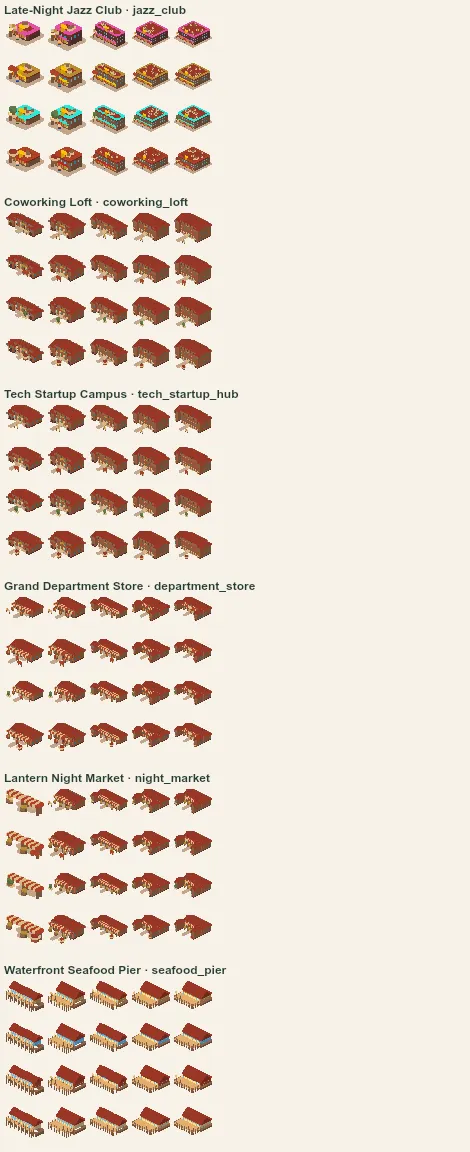 Late-Night Jazz Club · jazz_club
Coworking Loft · coworking_loft
Tech Startup Campus · tech_startup_hub
Grand Department Store · department_store
Lantern Night Market · night_market
Waterfront Seafood Pier · seafood_pier